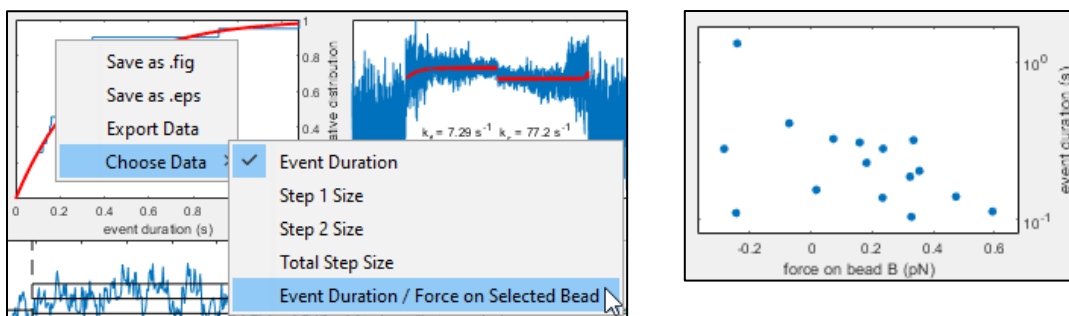 Save as .fig
Save as .eps
Export Data
Choose Data
Event Duration
Step 1 Size
Step 2 Size
Total Step Size
Event Duration / Force on Selected Bead
0 0.2 0.4 0.6 0.8
event duration (s)
1
0.8
0.6
0.4
k = 7.29 s⁻¹ k = 77.2 s⁻¹
10⁰
10⁻¹
event duration (s)
-0.2 0 0.2 0.4 0.6
force on bead B (pN)